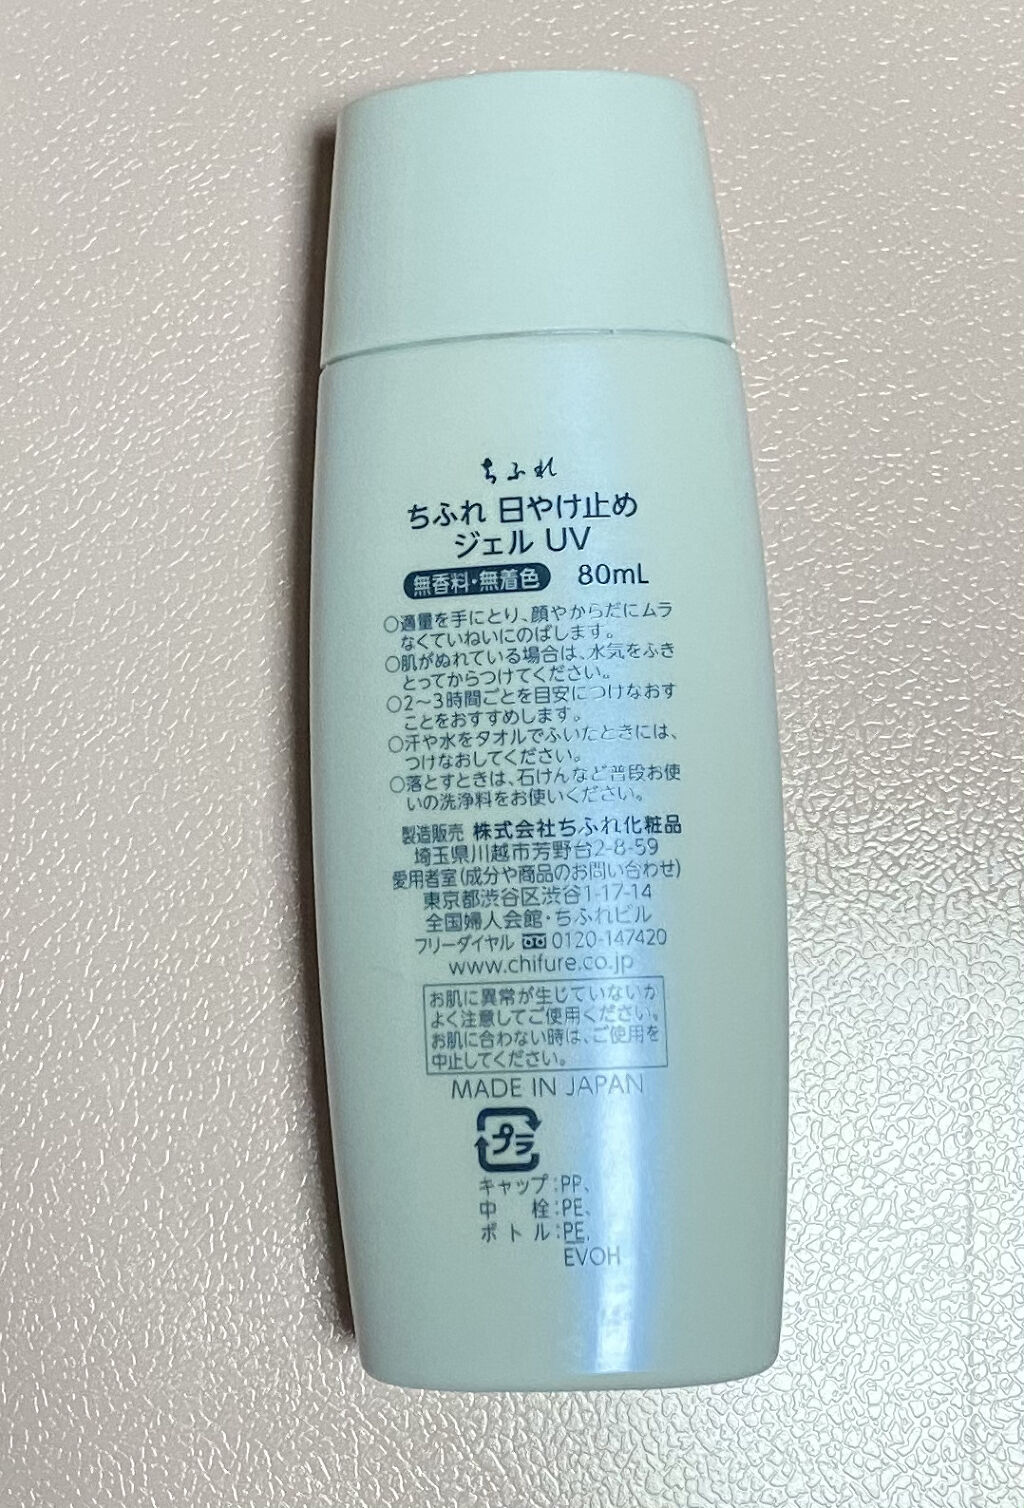 ちふれ
ちふれ 日やけ止め
ジェル UV
無香料・無着色 80mL
○適量を手にとり、顔やからだにムラ
なくていねいにのばします。
○肌がぬれている場合は、水気をふき
とってからつけてください。
○2～3時間ごとを目安につけなおす
ことをおすすめします。
○汗や水をタオルでふいたときには、
つけなおしてください。
○落とすときは、石けんなど普段お使
いの洗浄料をお使いください。
製造販売 株式会社ちふれ化粧品
埼玉県川越市芳野台2-8-59
愛用者室(成分や商品のお問い合わせ)
東京都渋谷区渋谷1-17-14
全国婦人会館・ちふれビル
フリーダイヤル 0120-147420
www.chifure.co.jp
お肌に異常が生じていないか
よく注意してご使用ください。
お肌に合わない時は、ご使用を
中止してください。
MADE IN JAPAN
プラ
キャップ:PP、
中 栓:PE、
ボトル:PE,
EVOH